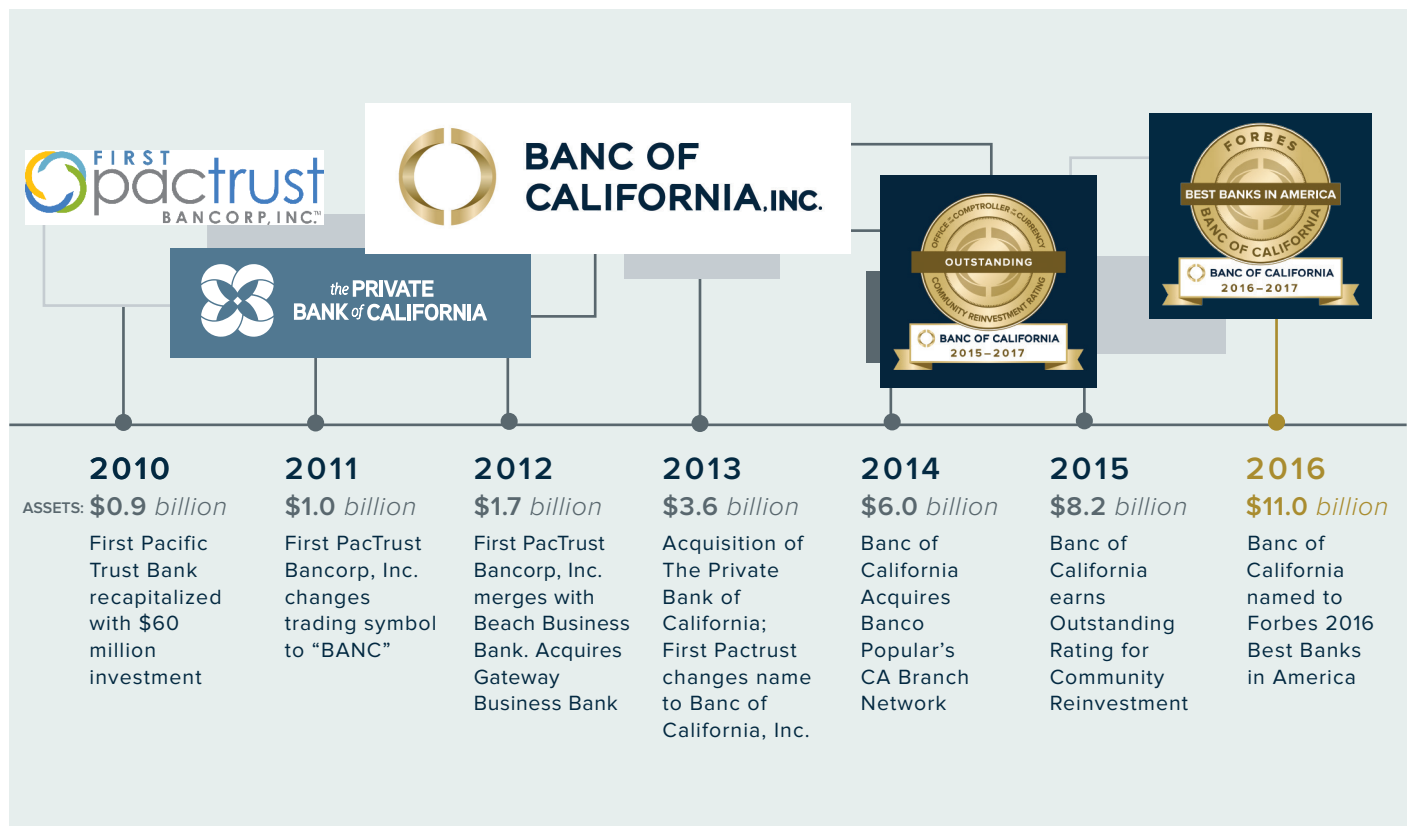 FIRST
pactrust
BANCORP, INC.™
the PRIVATE
BANK of CALIFORNIA
BANC OF
CALIFORNIA, INC.
OFFICE OF THE COMPTROLLER OF THE CURRENCY
OUTSTANDING
COMMUNITY REINVESTMENT RATING
BANC OF CALIFORNIA
2015–2017
FORBES
BEST BANKS IN AMERICA
BANC OF CALIFORNIA
BANC OF CALIFORNIA
2016–2017
2010
ASSETS: $0.9 billion
First Pacific
Trust Bank
recapitalized
with $60
million
investment
2011
$1.0 billion
First PacTrust
Bancorp, Inc.
changes
trading symbol
to “BANC”
2012
$1.7 billion
First PacTrust
Bancorp, Inc.
merges with
Beach Business
Bank. Acquires
Gateway
Business Bank
2013
$3.6 billion
Acquisition of
The Private
Bank of
California;
First Pactrust
changes name
to Banc of
California, Inc.
2014
$6.0 billion
Banc of
California
Acquires
Banco
Popular’s
CA Branch
Network
2015
$8.2 billion
Banc of
California
earns
Outstanding
Rating for
Community
Reinvestment
2016
$11.0 billion
Banc of
California
named to
Forbes 2016
Best Banks
in America